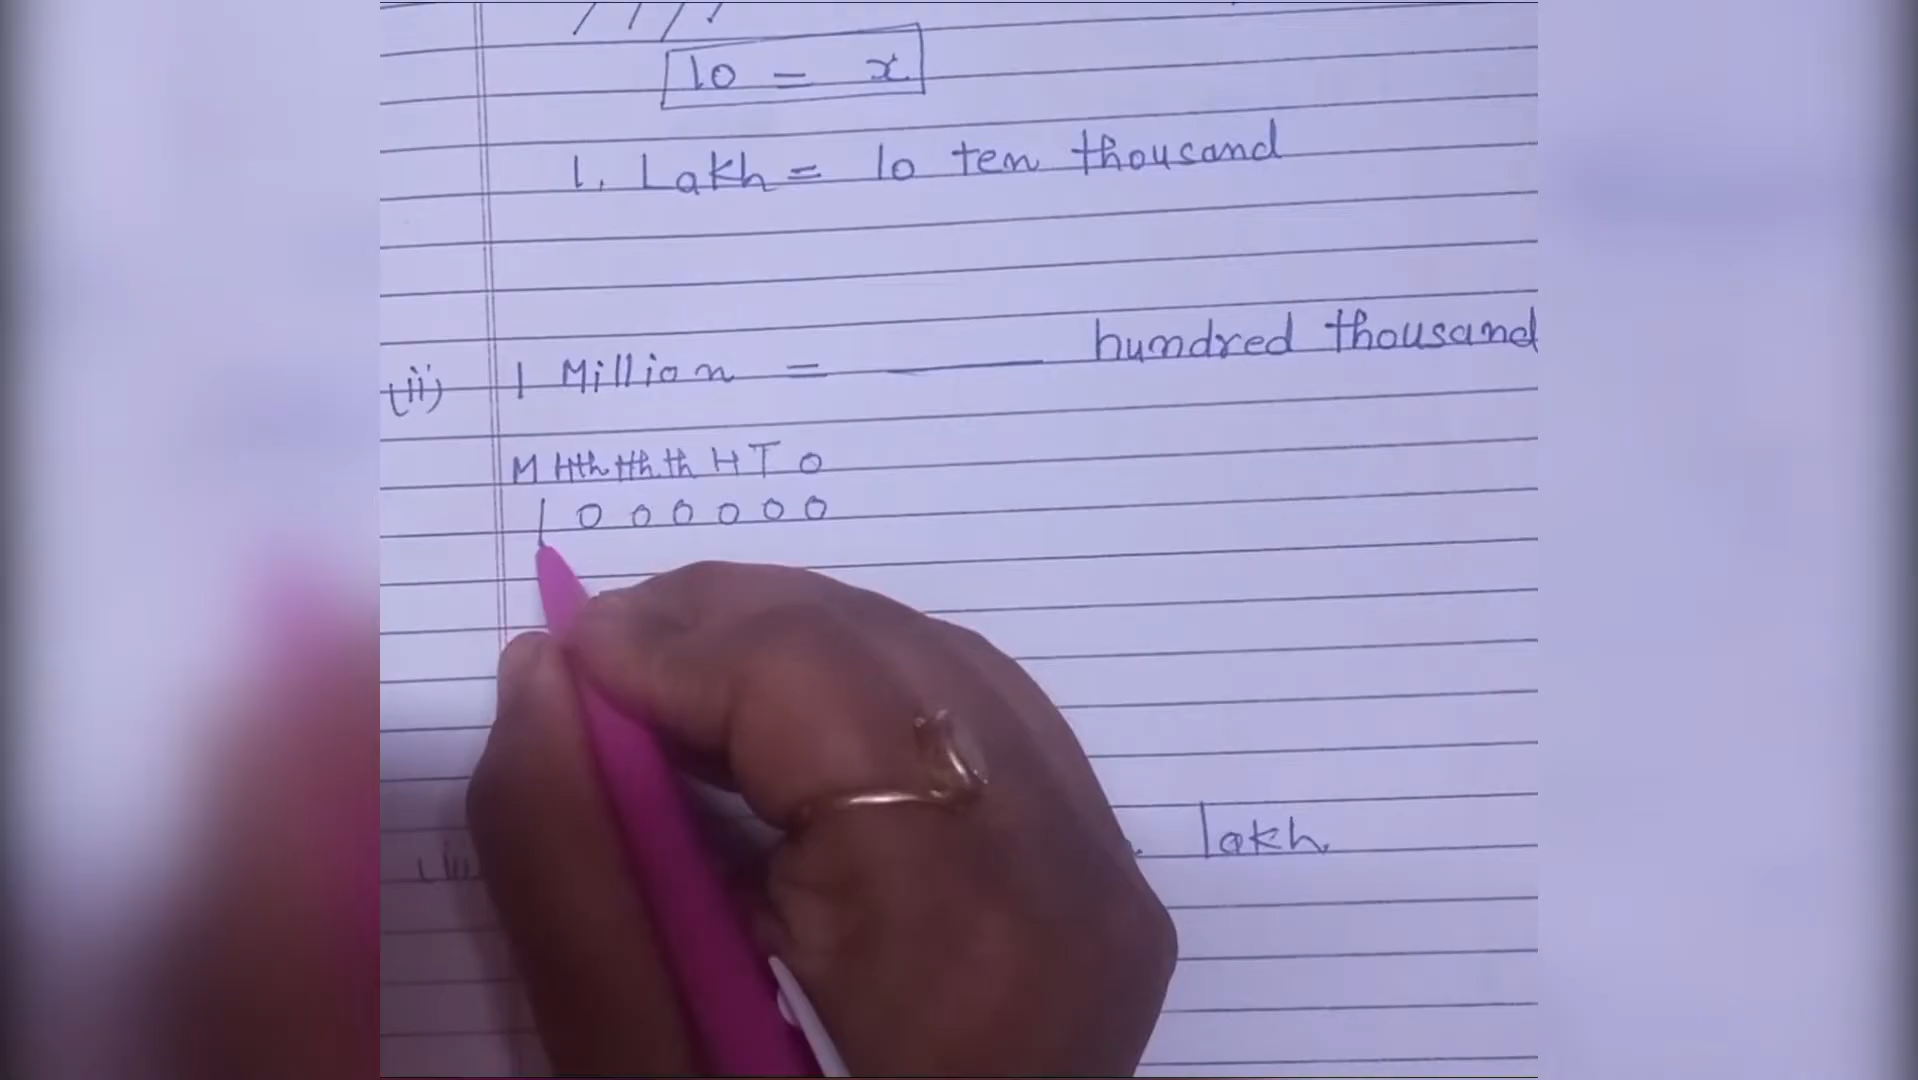 10 = x
1. Lakh = 10 ten thousand
(ii) 1 Million = ______ hundred thousand
M Hth tth th H T O
1 0 0 0 0 0 0
lakh